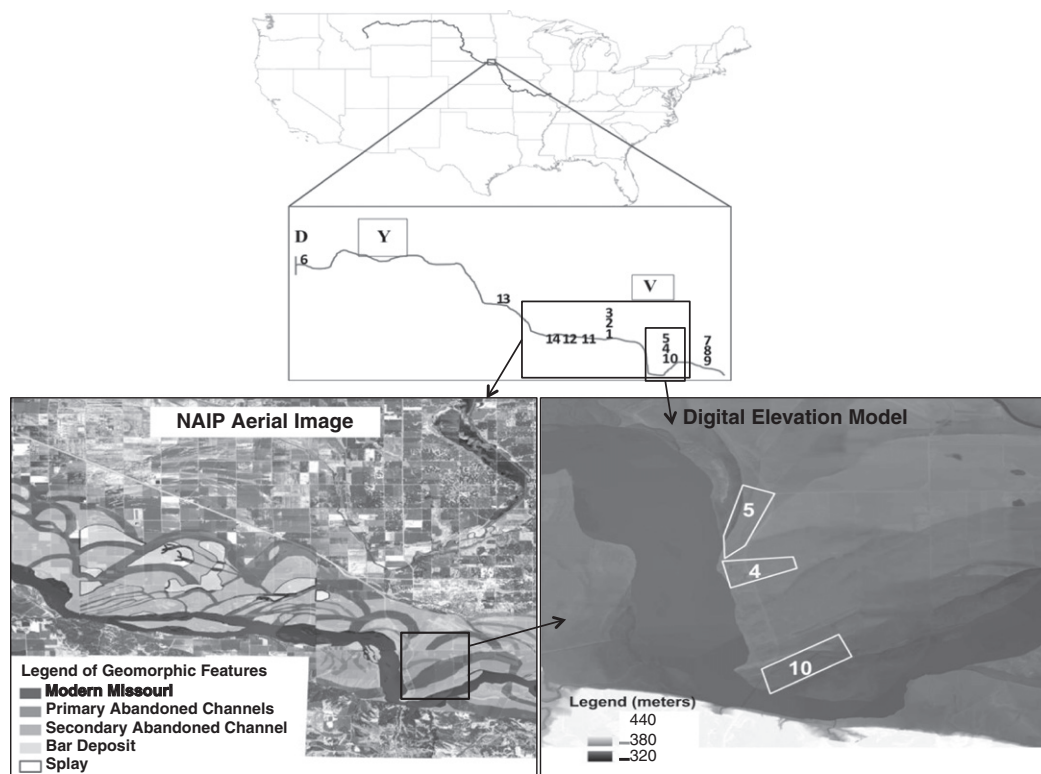 D
Y
6
V
13
3
2
1
14 12 11
5
4
10
7
8
9
NAIP Aerial Image
Legend of Geomorphic Features
Modern Missouri
Primary Abandoned Channels
Secondary Abandoned Channel
Bar Deposit
Splay
Digital Elevation Model
5
4
10
Legend (meters)
440
380
320